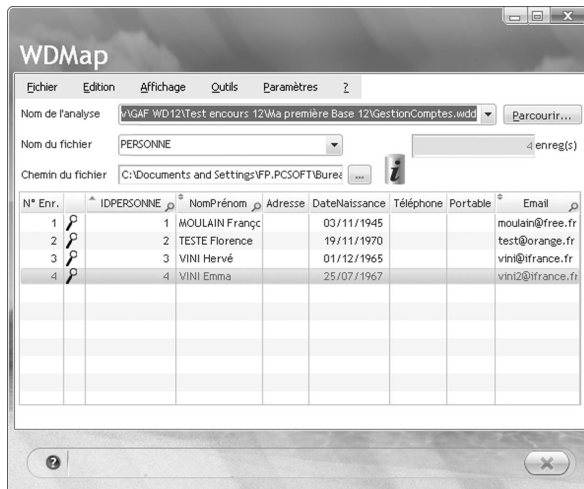 WDMap
Fichier Edition Affichage Outils Paramètres ?
Nom de l'analyse v\GAF WD12\Test encours 12\Ma première Base 12\GestionComptes.wdd Parcourir...
Nom du fichier PERSONNE 4 enreg(s)
Chemin du fichier C:\Documents and Settings\FP.PCSOFT\Burea ...
N° Enr. IDPERSONNE NomPrénom Adresse DateNaissance Téléphone Portable Email
1 1 MOULAIN Franço 03/11/1945 moulain@free.fr
2 2 TESTE Florence 19/11/1970 test@orange.fr
3 3 VINI Hervé 01/12/1965 vini@ifrance.fr
4 4 VINI Emma 25/07/1967 vini2@ifrance.fr